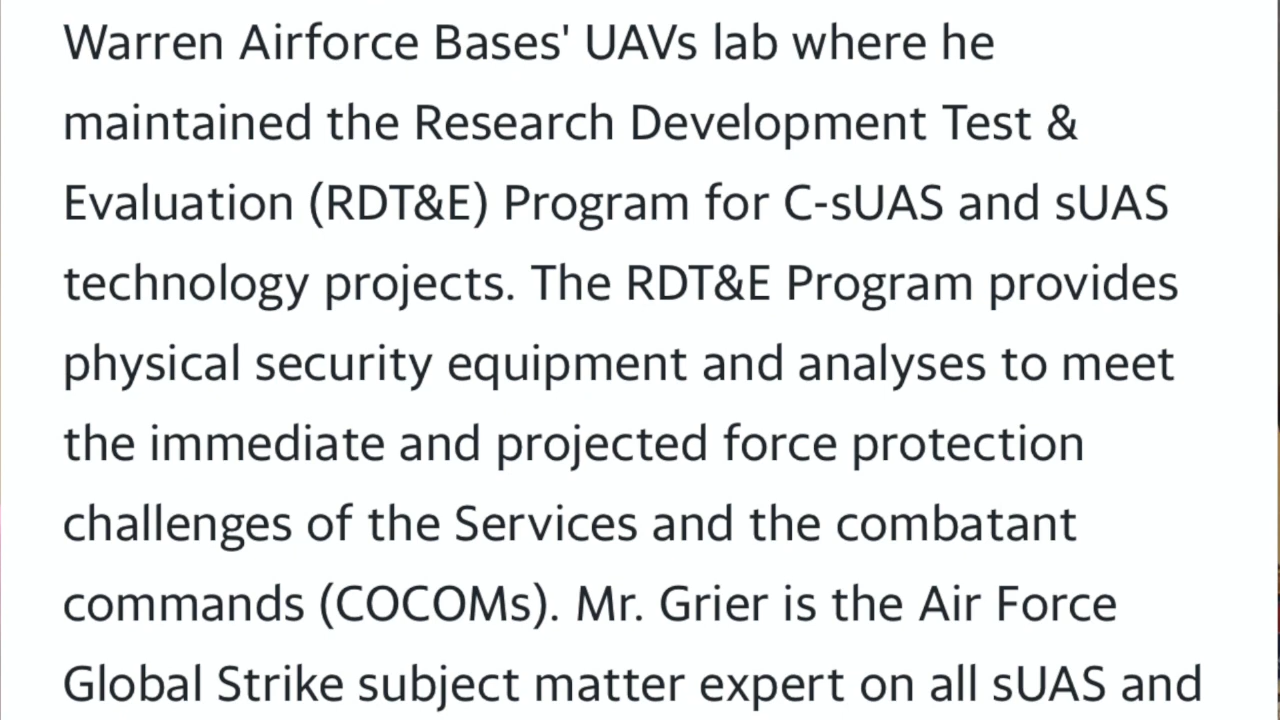 Warren Airforce Bases' UAVs lab where he
maintained the Research Development Test &
Evaluation (RDT&E) Program for C-sUAS and sUAS
technology projects. The RDT&E Program provides
physical security equipment and analyses to meet
the immediate and projected force protection
challenges of the Services and the combatant
commands (COCOMs). Mr. Grier is the Air Force
Global Strike subject matter expert on all sUAS and